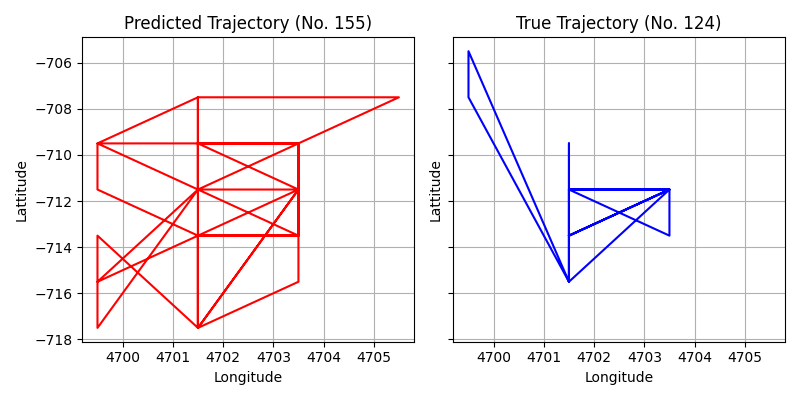 Predicted Trajectory (No. 155)
True Trajectory (No. 124)
−706
−708
−710
−712
−714
−716
−718
Lattitude
Lattitude
4700 4701 4702 4703 4704 4705
4700 4701 4702 4703 4704 4705
Longitude
Longitude